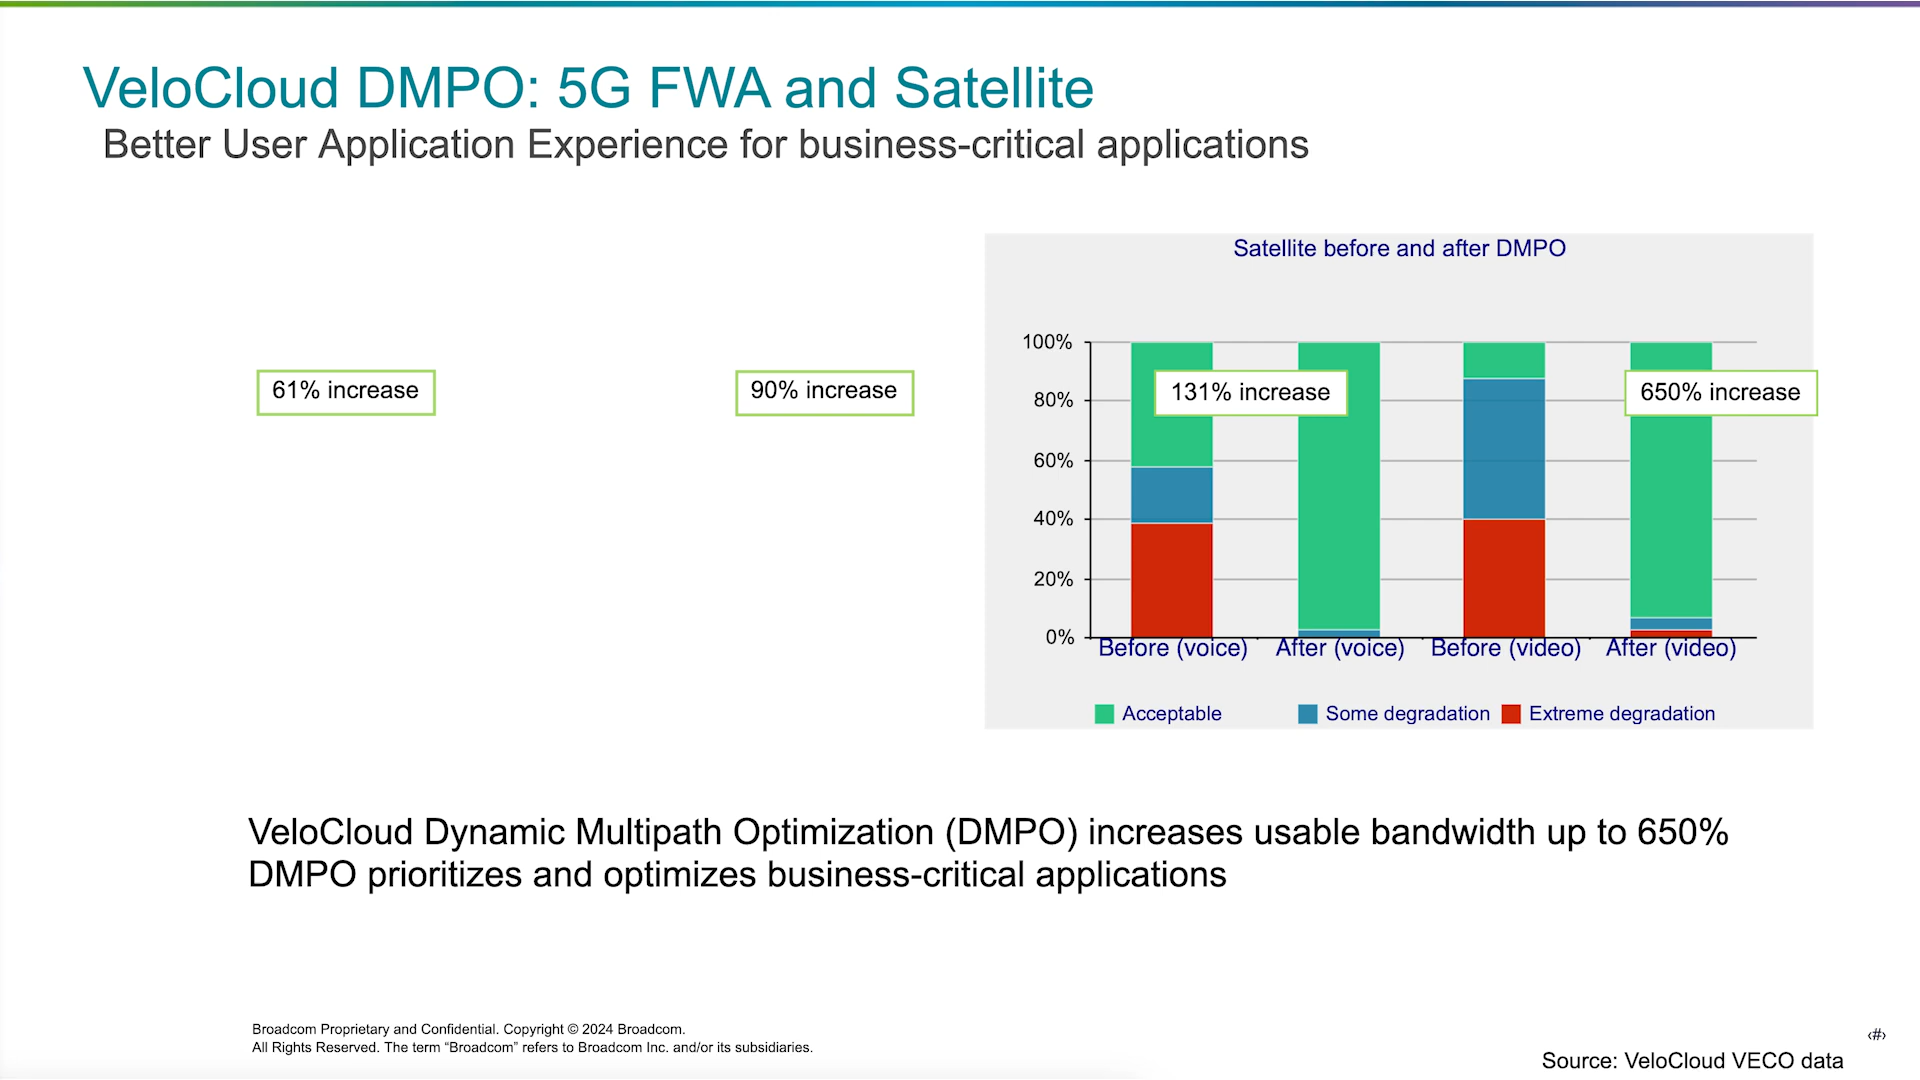 VeloCloud DMPO: 5G FWA and Satellite
Better User Application Experience for business-critical applications
61% increase
90% increase
Satellite before and after DMPO
100%
80%
60%
40%
20%
0%
131% increase
650% increase
Before (voice)
After (voice)
Before (video)
After (video)
Acceptable
Some degradation
Extreme degradation
VeloCloud Dynamic Multipath Optimization (DMPO) increases usable bandwidth up to 650%
DMPO prioritizes and optimizes business-critical applications
Broadcom Proprietary and Confidential. Copyright © 2024 Broadcom.
All Rights Reserved. The term “Broadcom” refers to Broadcom Inc. and/or its subsidiaries.
‹#›
Source: VeloCloud VECO data